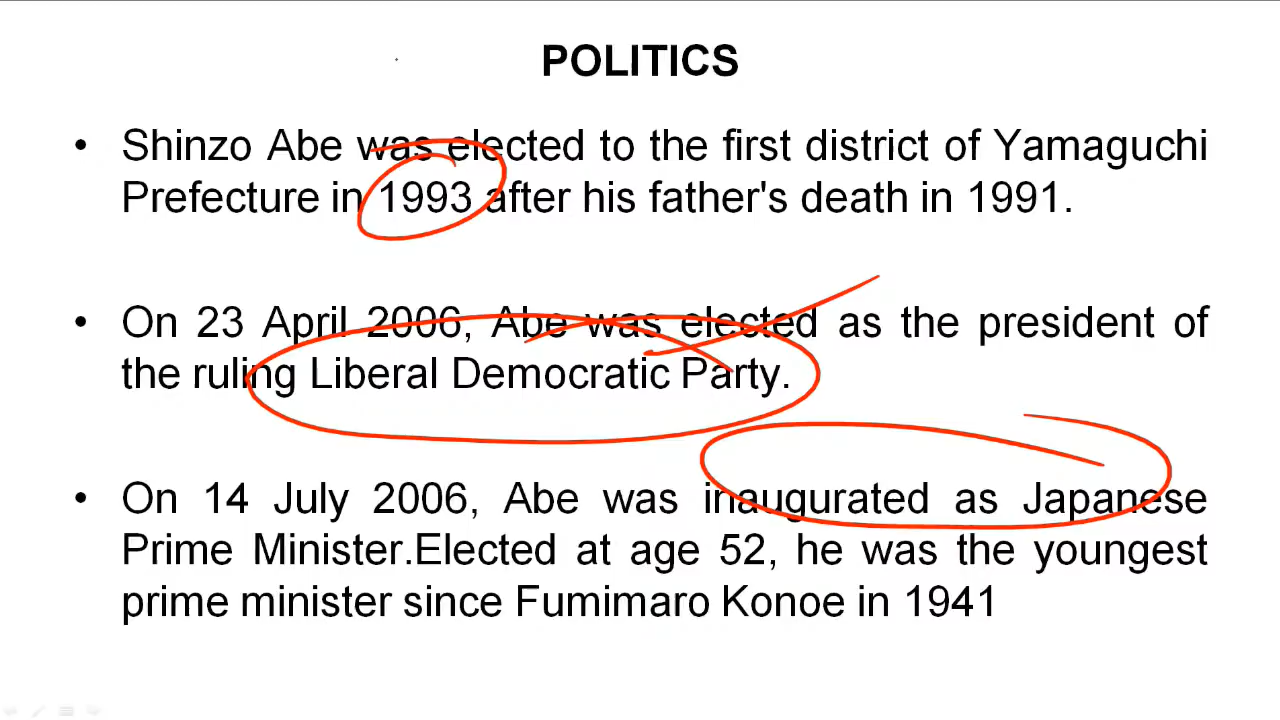 POLITICS
• Shinzo Abe was elected to the first district of Yamaguchi
Prefecture in 1993 after his father's death in 1991.
• On 23 April 2006, Abe was elected as the president of
the ruling Liberal Democratic Party.
• On 14 July 2006, Abe was inaugurated as Japanese
Prime Minister.Elected at age 52, he was the youngest
prime minister since Fumimaro Konoe in 1941